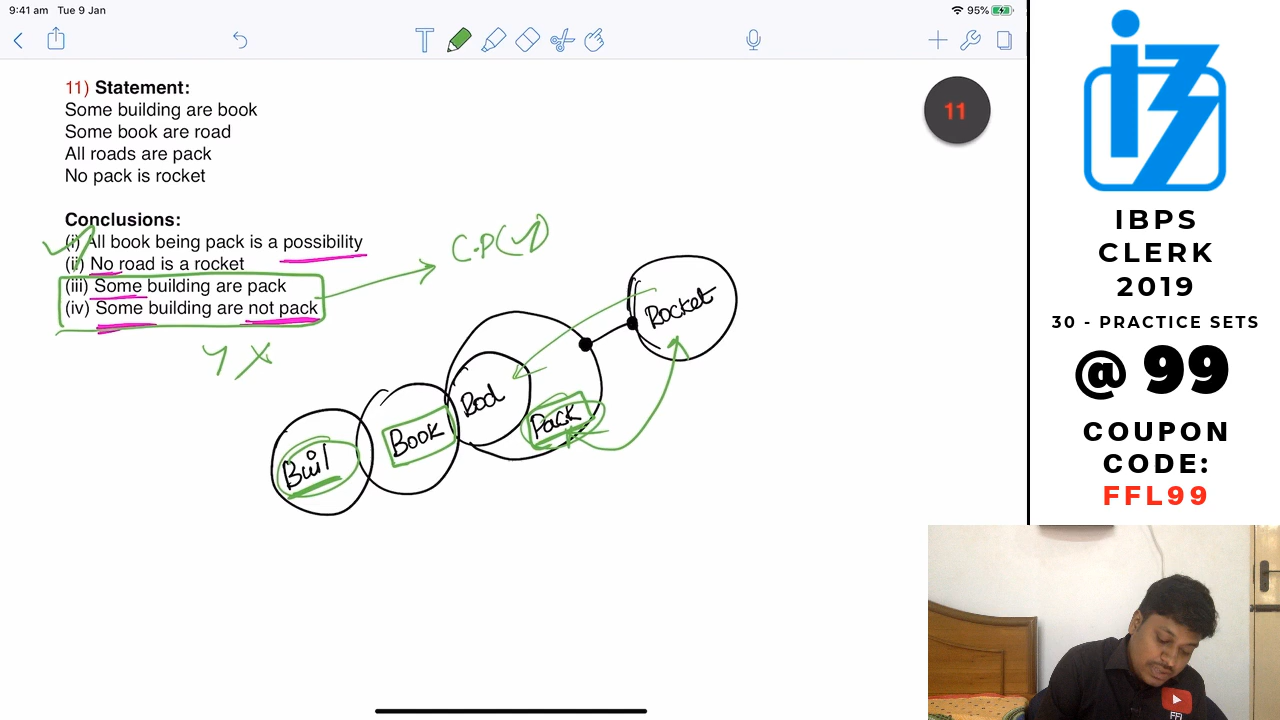 9:41 am Tue 9 Jan
95%
T
11) Statement:
Some building are book
Some book are road
All roads are pack
No pack is rocket
11
Conclusions:
(i) All book being pack is a possibility
(ii) No road is a rocket
(iii) Some building are pack
(iv) Some building are not pack
C.P(✓)
Rocket
Rod
Pack
Book
Buil
IBPS
CLERK
2019
30 - PRACTICE SETS
@ 99
COUPON
CODE:
FFL99
FFL